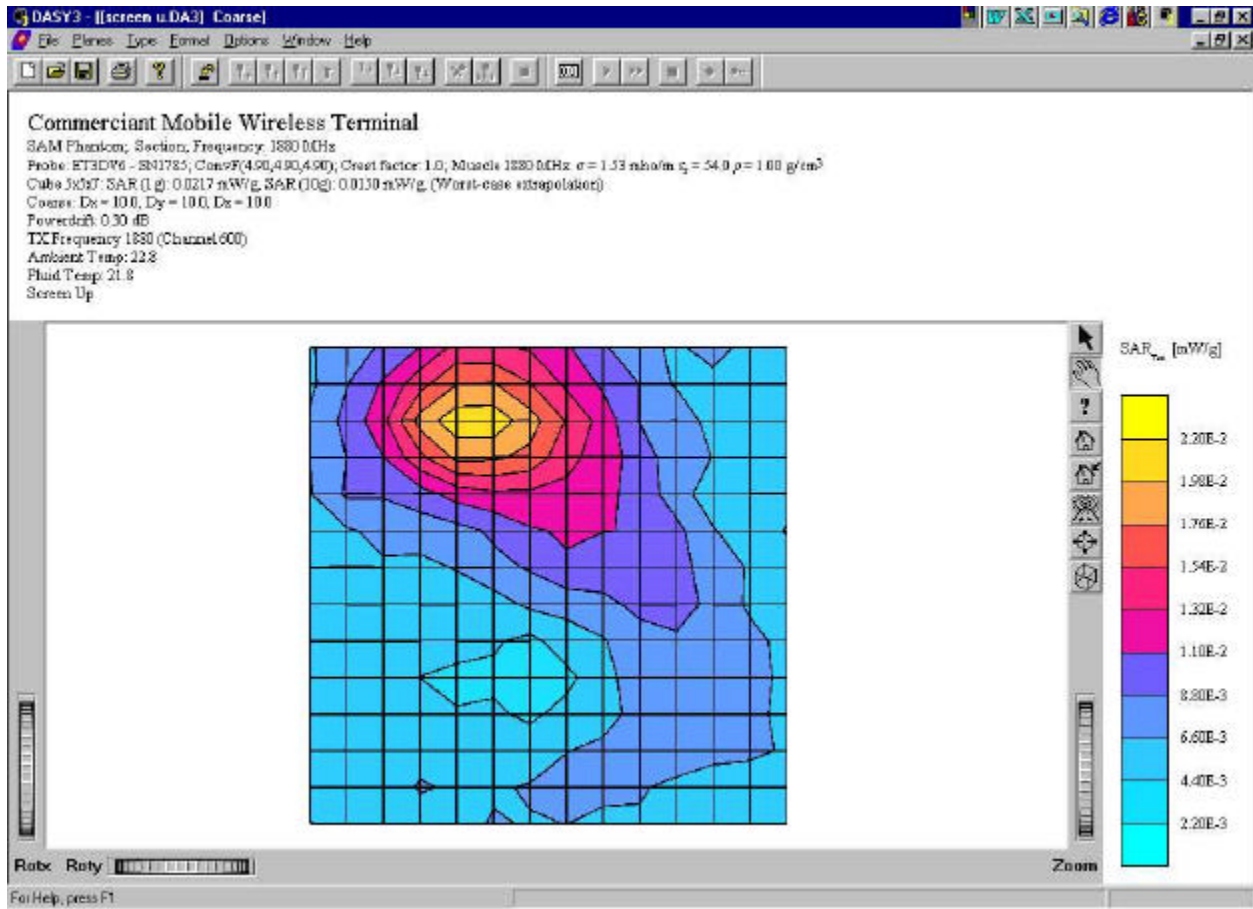 DASY3 - [[screen u.DA3] Coarse]
File Planes Type Format Options Window Help
Commerciant Mobile Wireless Terminal
SAM Phantom; Section, Frequency: 1880 MHz
Probe: ET3DV6 - SN1785; ConvF(4.90,4.90,4.90); Crest factor: 1.0; Muscle 1880 MHz: σ = 1.53 mho/m εr = 54.0 ρ = 1.00 g/cm³
Cube 5x5x7: SAR (1g): 0.0217 mW/g, SAR (10g): 0.0130 mW/g, (Worst-case extrapolation)
Coarse: Dx = 10.0, Dy = 10.0, Dz = 10.0
Powerdrift: 0.30 dB
TX Frequency 1880 (Channel 600)
Ambient Temp: 22.8
Fluid Temp: 21.8
Screen Up
SAR [mW/g]
2.20E-2
1.98E-2
1.76E-2
1.54E-2
1.32E-2
1.10E-2
8.80E-3
6.60E-3
4.40E-3
2.20E-3
Rotx Roty
Zoom
For Help, press F1